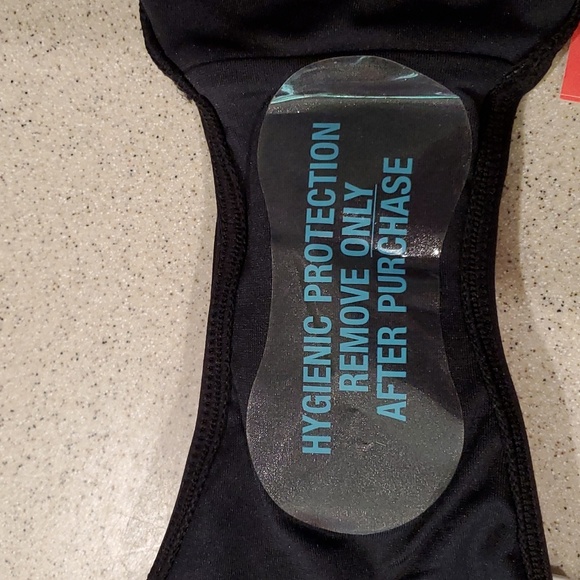 HYGIENIC PROTECTION
REMOVE ONLY
AFTER PURCHASE